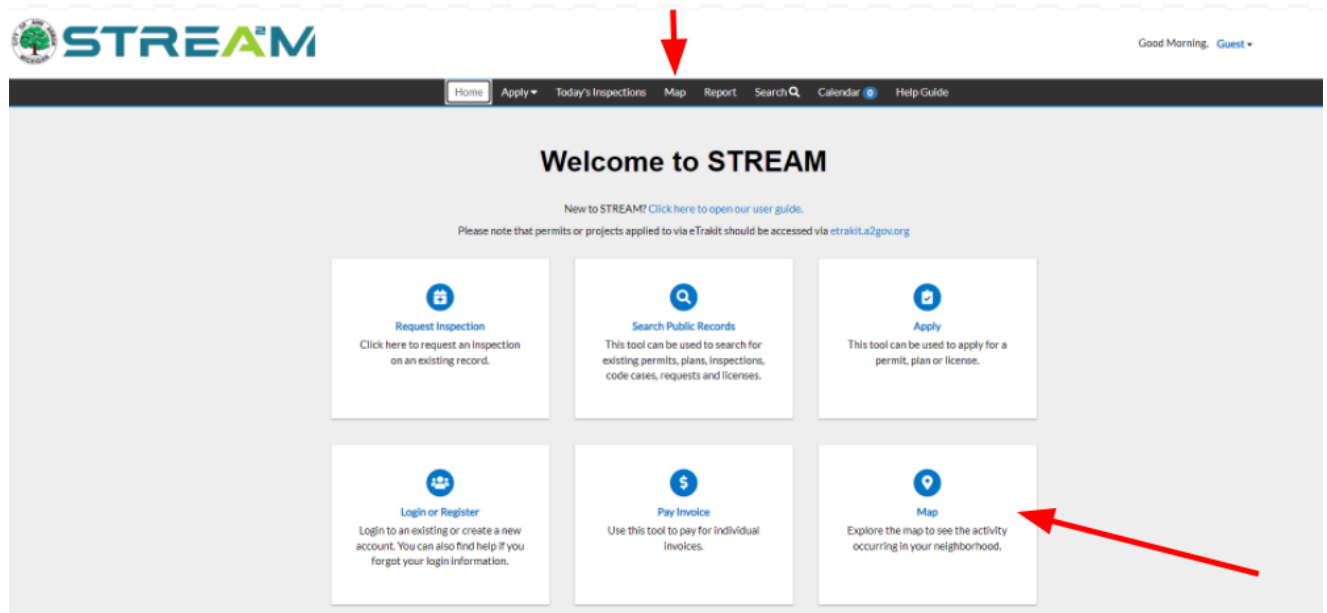 CITY OF ANN ARBOR
MICHIGAN
STREA²M
Good Morning, Guest
Home Apply Today's Inspections Map Report Search Calendar 0 Help Guide
Welcome to STREAM
New to STREAM? Click here to open our user guide.
Please note that permits or projects applied to via eTrakit should be accessed via etrakit.a2gov.org
Request Inspection
Click here to request an inspection
on an existing record.
Search Public Records
This tool can be used to search for
existing permits, plans, inspections,
code cases, requests and licenses.
Apply
This tool can be used to apply for a
permit, plan or license.
Login or Register
Login to an existing or create a new
account. You can also find help if you
forgot your login information.
Pay Invoice
Use this tool to pay for individual
invoices.
Map
Explore the map to see the activity
occurring in your neighborhood.